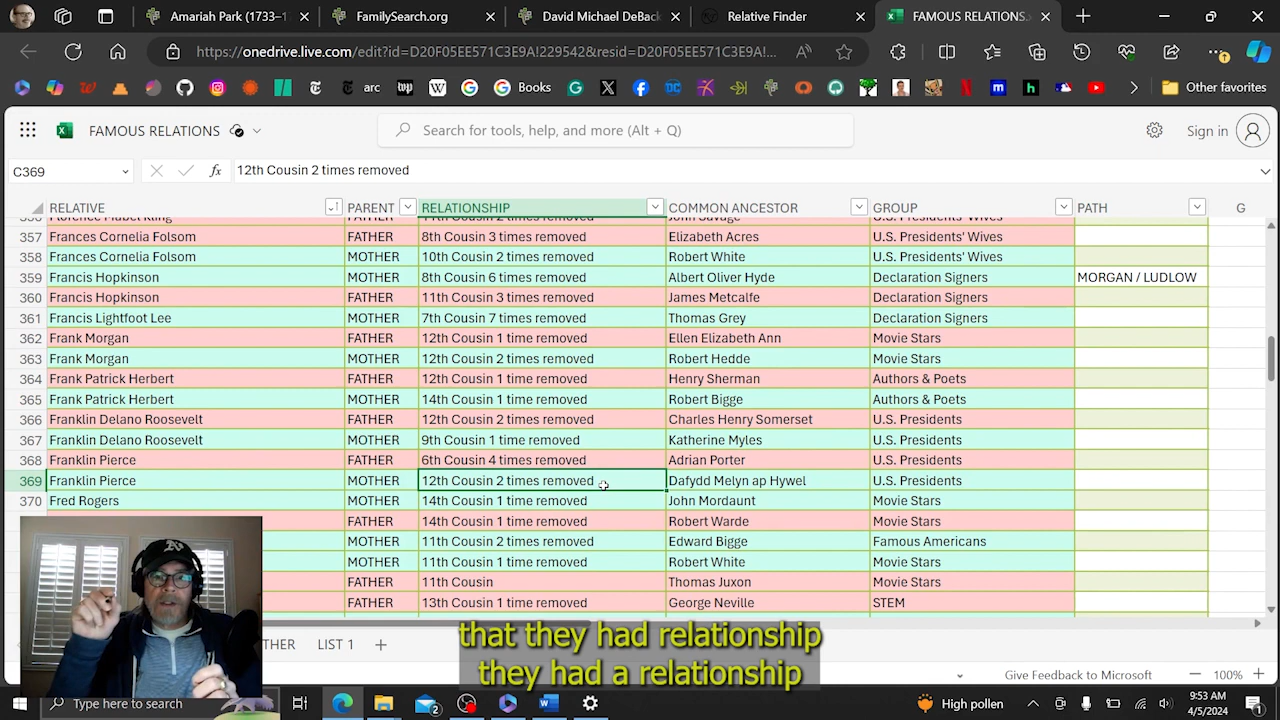 Amariah Park (1733–
FamilySearch.org
David Michael DeBack
Relative Finder
FAMOUS RELATIONS.x
https://onedrive.live.com/edit?id=D20F05EE571C3E9A!229542&resid=D20F05EE571C3E9A!...
arc
Books
Other favorites
FAMOUS RELATIONS
Search for tools, help, and more (Alt + Q)
Sign in
C369
12th Cousin 2 times removed
RELATIVE PARENT RELATIONSHIP COMMON ANCESTOR GROUP PATH G
357 Frances Cornelia Folsom FATHER 8th Cousin 3 times removed Elizabeth Acres U.S. Presidents' Wives
358 Frances Cornelia Folsom MOTHER 10th Cousin 2 times removed Robert White U.S. Presidents' Wives
359 Francis Hopkinson MOTHER 8th Cousin 6 times removed Albert Oliver Hyde Declaration Signers MORGAN / LUDLOW
360 Francis Hopkinson FATHER 11th Cousin 3 times removed James Metcalfe Declaration Signers
361 Francis Lightfoot Lee MOTHER 7th Cousin 7 times removed Thomas Grey Declaration Signers
362 Frank Morgan FATHER 12th Cousin 1 time removed Ellen Elizabeth Ann Movie Stars
363 Frank Morgan MOTHER 12th Cousin 2 times removed Robert Hedde Movie Stars
364 Frank Patrick Herbert FATHER 12th Cousin 1 time removed Henry Sherman Authors & Poets
365 Frank Patrick Herbert MOTHER 14th Cousin 1 time removed Robert Bigge Authors & Poets
366 Franklin Delano Roosevelt FATHER 12th Cousin 2 times removed Charles Henry Somerset U.S. Presidents
367 Franklin Delano Roosevelt MOTHER 9th Cousin 1 time removed Katherine Myles U.S. Presidents
368 Franklin Pierce FATHER 6th Cousin 4 times removed Adrian Porter U.S. Presidents
369 Franklin Pierce MOTHER 12th Cousin 2 times removed Dafydd Melyn ap Hywel U.S. Presidents
370 Fred Rogers MOTHER 14th Cousin 1 time removed John Mordaunt Movie Stars
FATHER 14th Cousin 1 time removed Robert Warde Movie Stars
MOTHER 11th Cousin 2 times removed Edward Bigge Famous Americans
MOTHER 11th Cousin 1 time removed Robert White Movie Stars
FATHER 11th Cousin Thomas Juxon Movie Stars
FATHER 13th Cousin 1 time removed George Neville STEM
that they had relationship
they had a relationship
THER
LIST 1
Give Feedback to Microsoft
100%
Type here to search
High pollen
9:53 AM
4/5/2024